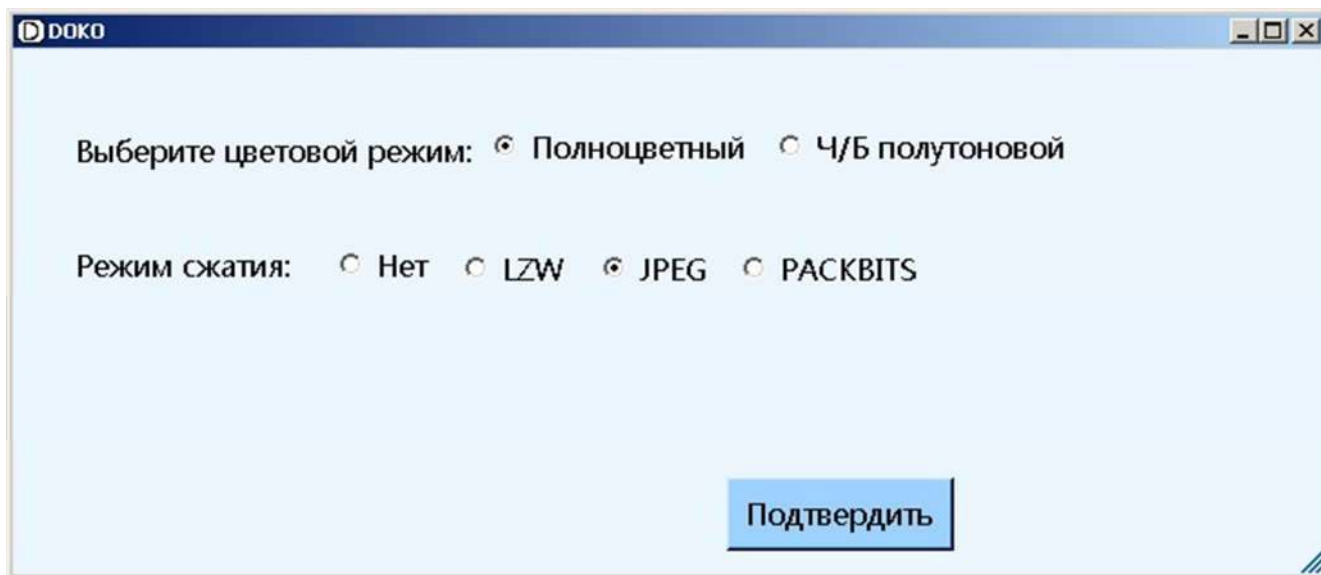 DOKO
Выберите цветовой режим: Полноцветный Ч/Б полутоновой
Режим сжатия: Нет LZW JPEG PACKBITS
Подтвердить